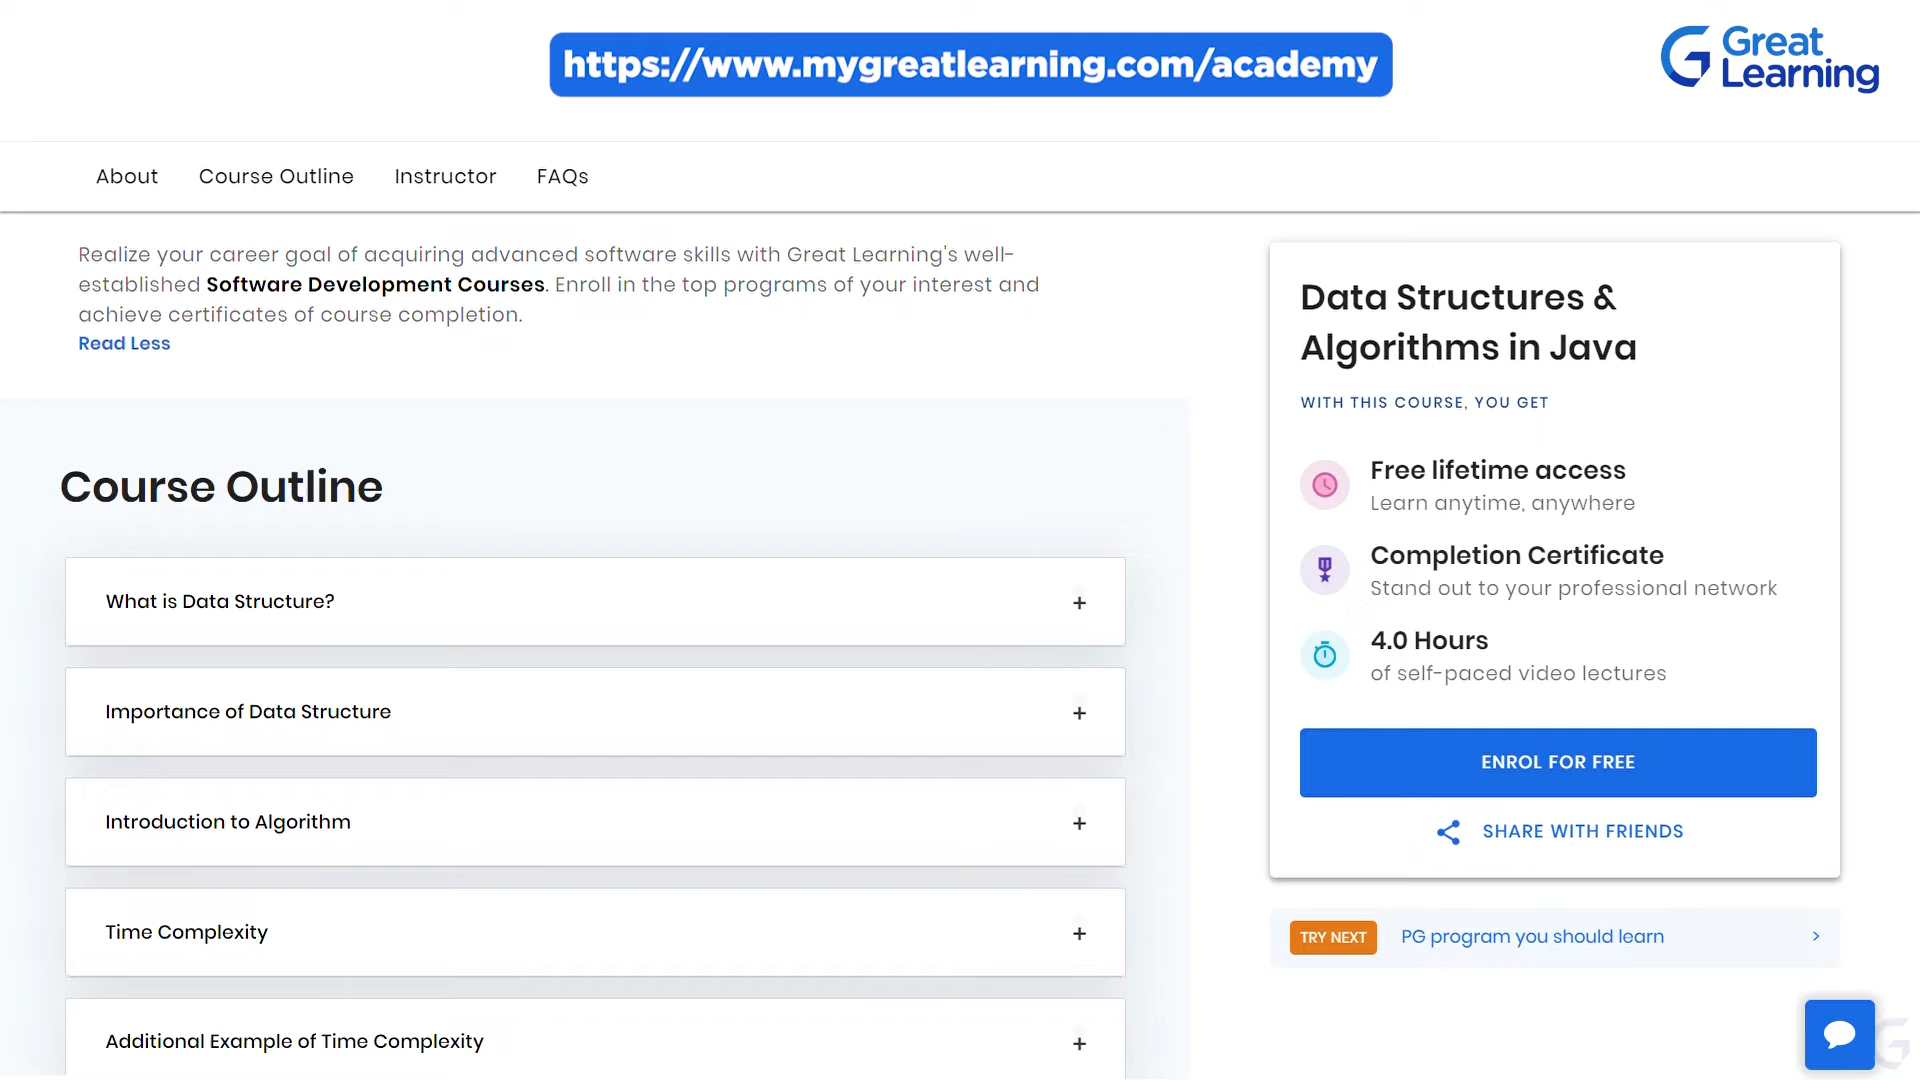 https://www.mygreatlearning.com/academy
Great
Learning
About
Course Outline
Instructor
FAQs
Realize your career goal of acquiring advanced software skills with Great Learning's well-
established Software Development Courses. Enroll in the top programs of your interest and
achieve certificates of course completion.
Read Less
Course Outline
What is Data Structure?
+
Importance of Data Structure
+
Introduction to Algorithm
+
Time Complexity
+
Additional Example of Time Complexity
+
Data Structures &
Algorithms in Java
WITH THIS COURSE, YOU GET
Free lifetime access
Learn anytime, anywhere
Completion Certificate
Stand out to your professional network
4.0 Hours
of self-paced video lectures
ENROL FOR FREE
SHARE WITH FRIENDS
TRY NEXT
PG program you should learn